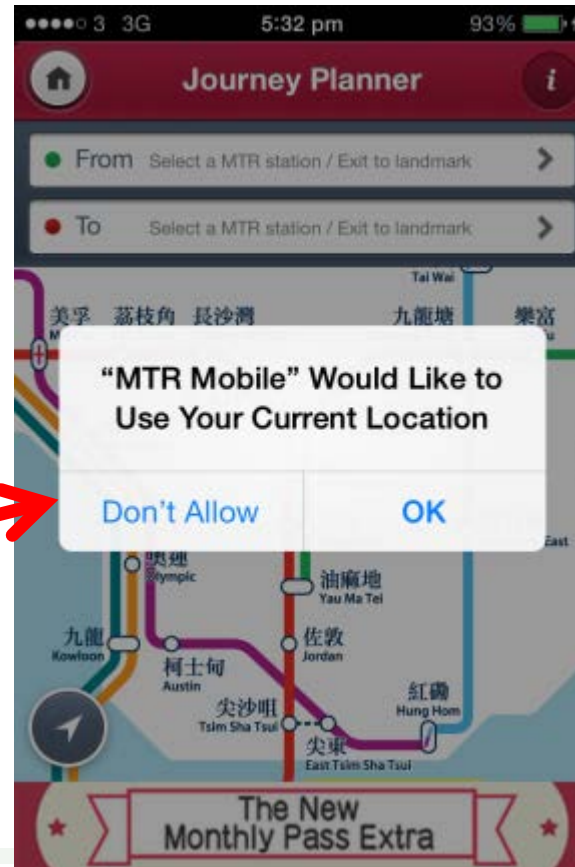 3 3G 5:32 pm 93%
Journey Planner
From Select a MTR station / Exit to landmark
To Select a MTR station / Exit to landmark
Tai Wai
美孚 荔枝角 長沙灣 九龍塘 樂富
“MTR Mobile” Would Like to
Use Your Current Location
Don’t Allow OK
East
奧運
Olympic
油麻地
Yau Ma Tei
九龍
Kowloon
佐敦
Jordan
柯士甸
Austin
紅磡
Hung Hom
尖沙咀
Tsim Sha Tsui
尖東
East Tsim Sha Tsui
The New
Monthly Pass Extra